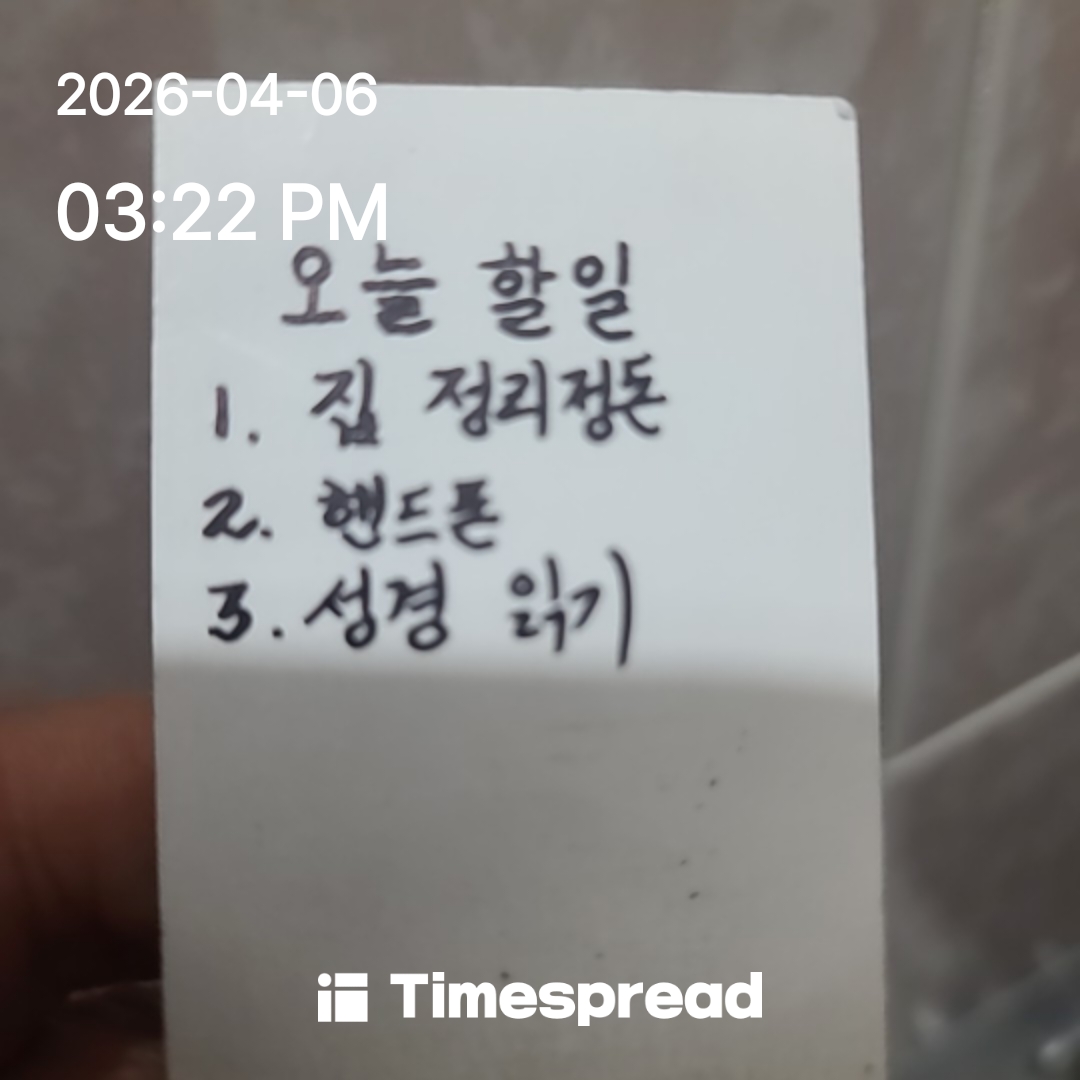 2026-04-06
03:22 PM
오늘 할일
1. 집 정리정돈
2. 핸드폰
3. 성경 읽기
Timespread